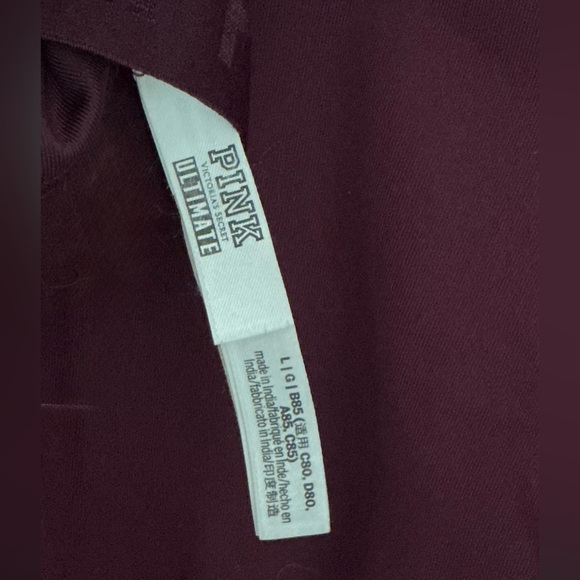 PINK
VICTORIA'S SECRET
ULTIMATE
L | G | B85 (适用 C80, D80,
A85, C85)
made in India/fabriqué en Inde/hecho en
India/fabbricato in India/印度制造